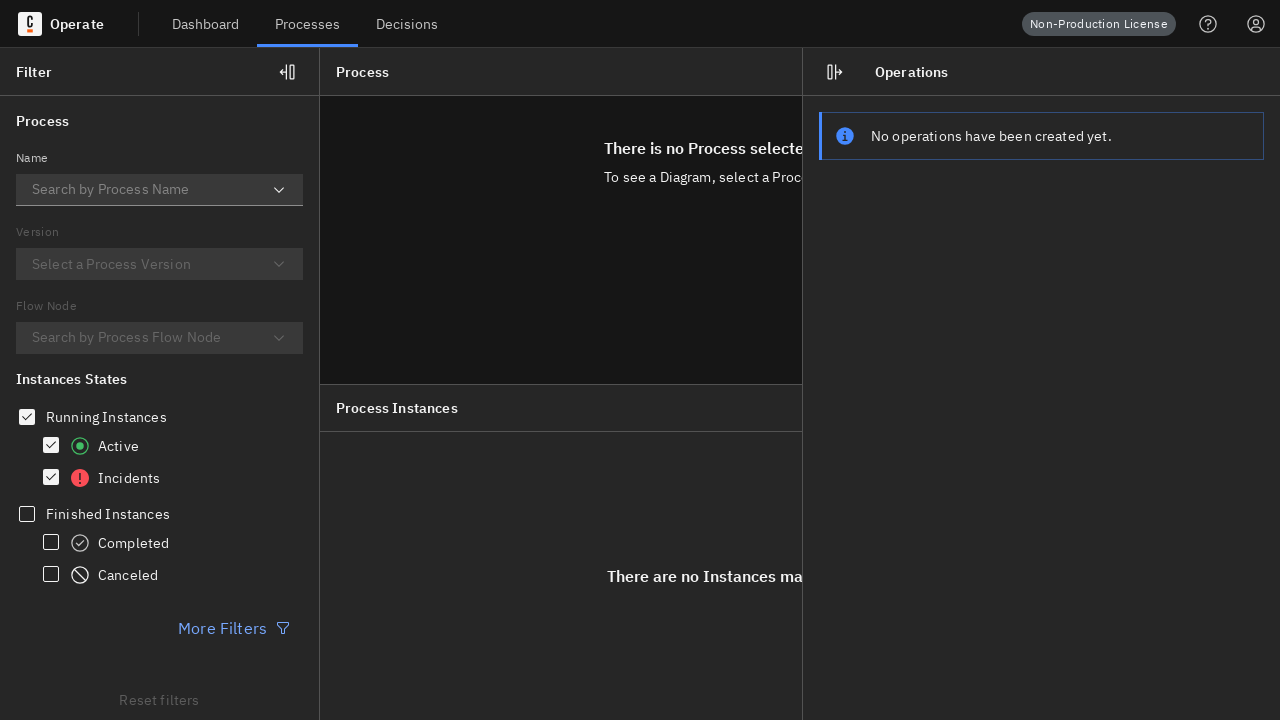 Operate
Dashboard
Processes
Decisions
Non-Production License
Filter
Process
Name
Search by Process Name
Version
Select a Process Version
Flow Node
Search by Process Flow Node
Instances States
Running Instances
Active
Incidents
Finished Instances
Completed
Canceled
More Filters
Reset filters
Process
There is no Process selecte
To see a Diagram, select a Proc
Process Instances
There are no Instances ma
Operations
No operations have been created yet.